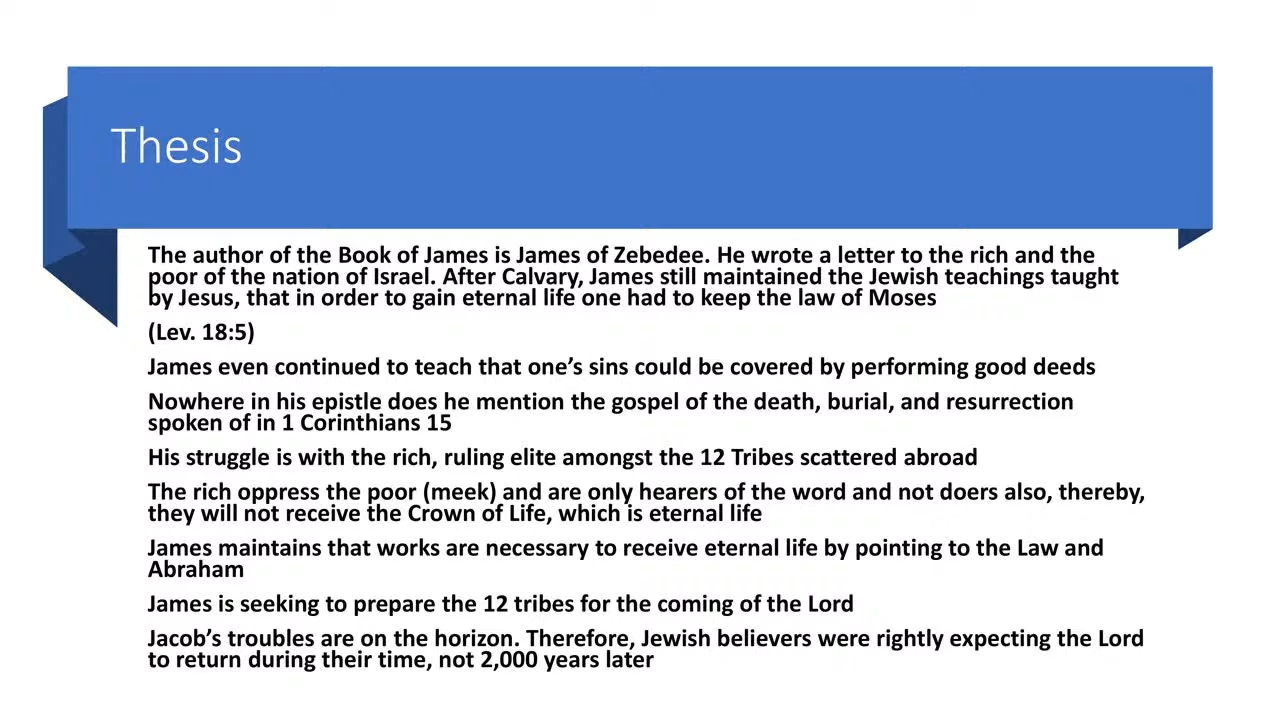 Thesis
The author of the Book of James is James of Zebedee. He wrote a letter to the rich and the
poor of the nation of Israel. After Calvary, James still maintained the Jewish teachings taught
by Jesus, that in order to gain eternal life one had to keep the law of Moses
(Lev. 18:5)
James even continued to teach that one’s sins could be covered by performing good deeds
Nowhere in his epistle does he mention the gospel of the death, burial, and resurrection
spoken of in 1 Corinthians 15
His struggle is with the rich, ruling elite amongst the 12 Tribes scattered abroad
The rich oppress the poor (meek) and are only hearers of the word and not doers also, thereby,
they will not receive the Crown of Life, which is eternal life
James maintains that works are necessary to receive eternal life by pointing to the Law and
Abraham
James is seeking to prepare the 12 tribes for the coming of the Lord
Jacob’s troubles are on the horizon. Therefore, Jewish believers were rightly expecting the Lord
to return during their time, not 2,000 years later